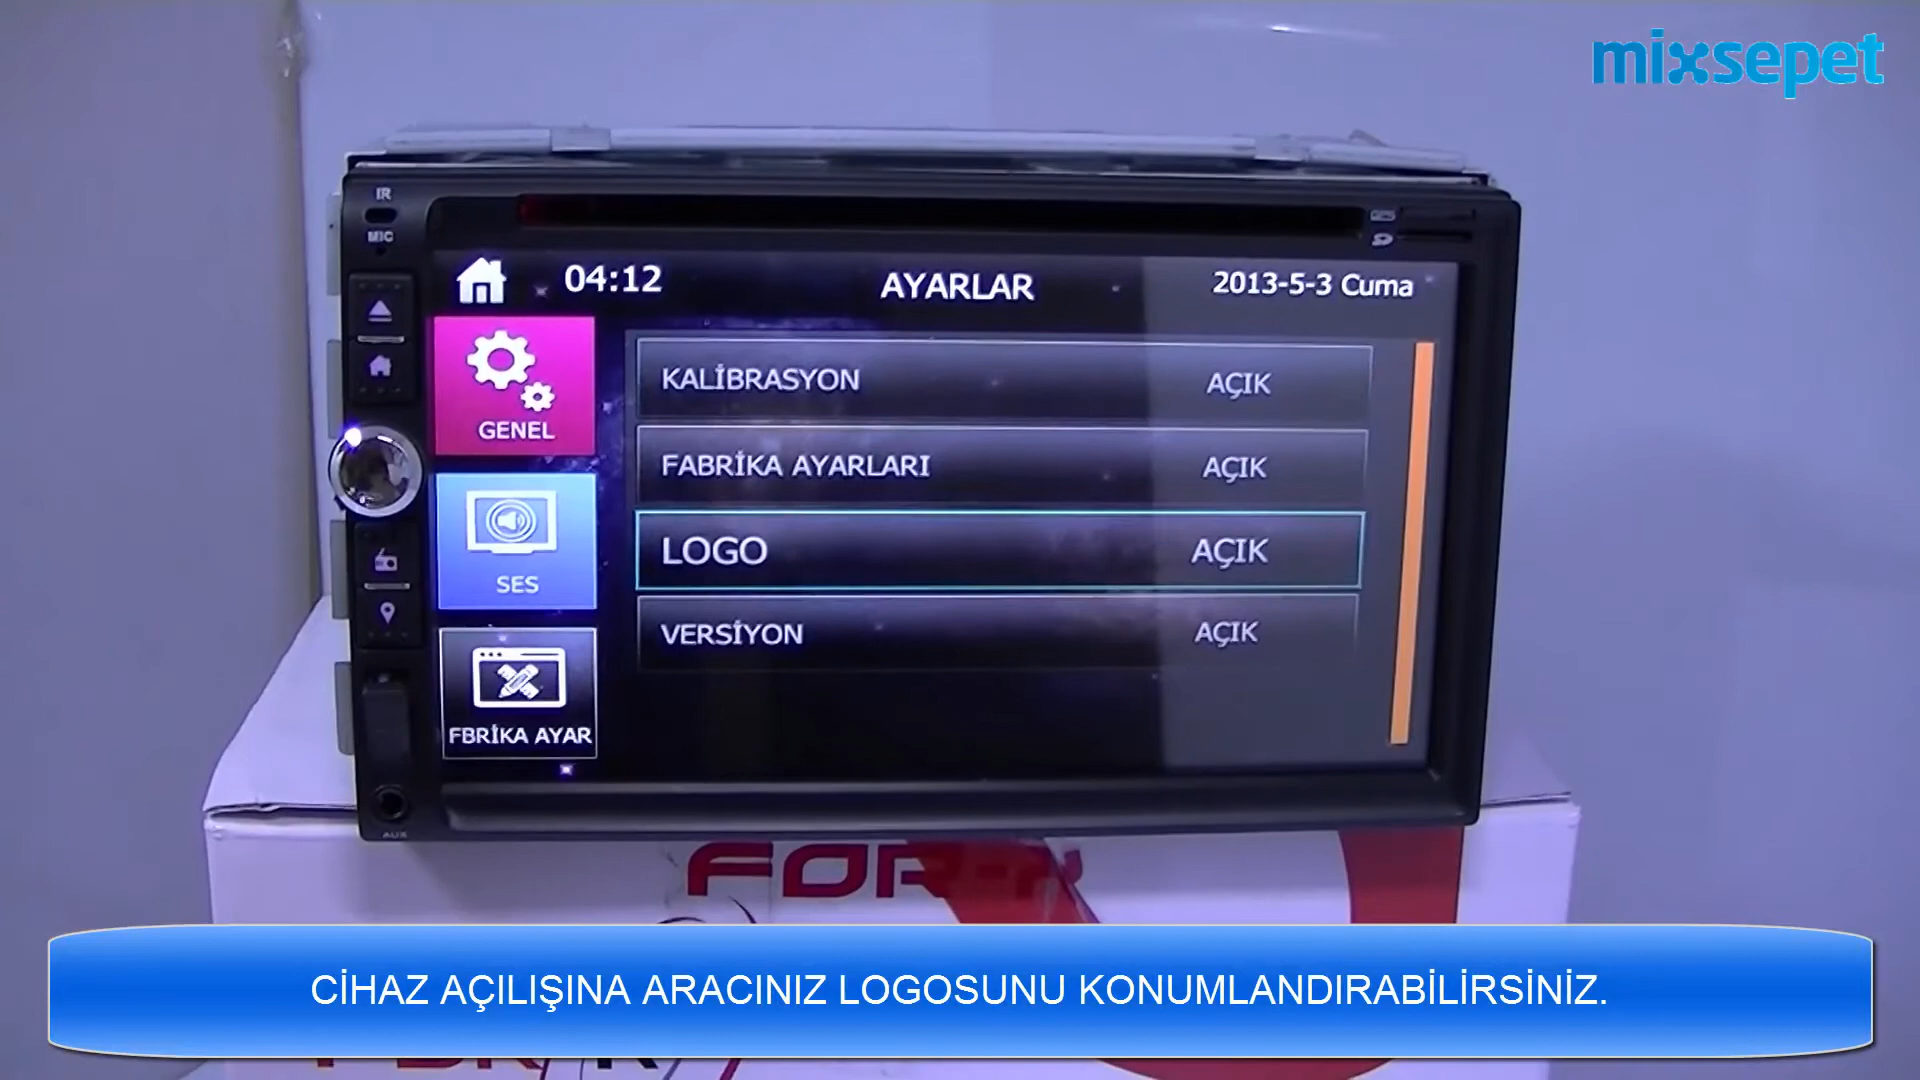 mixsepet
IR
MIC
04:12
AYARLAR
2013-5-3 Cuma
GENEL
KALİBRASYON AÇIK
FABRİKA AYARLARI AÇIK
SES
LOGO AÇIK
VERSİYON AÇIK
FBRİKA AYAR
AUX
CİHAZ AÇILIŞINA ARACINIZ LOGOSUNU KONUMLANDIRABİLİRSİNİZ.